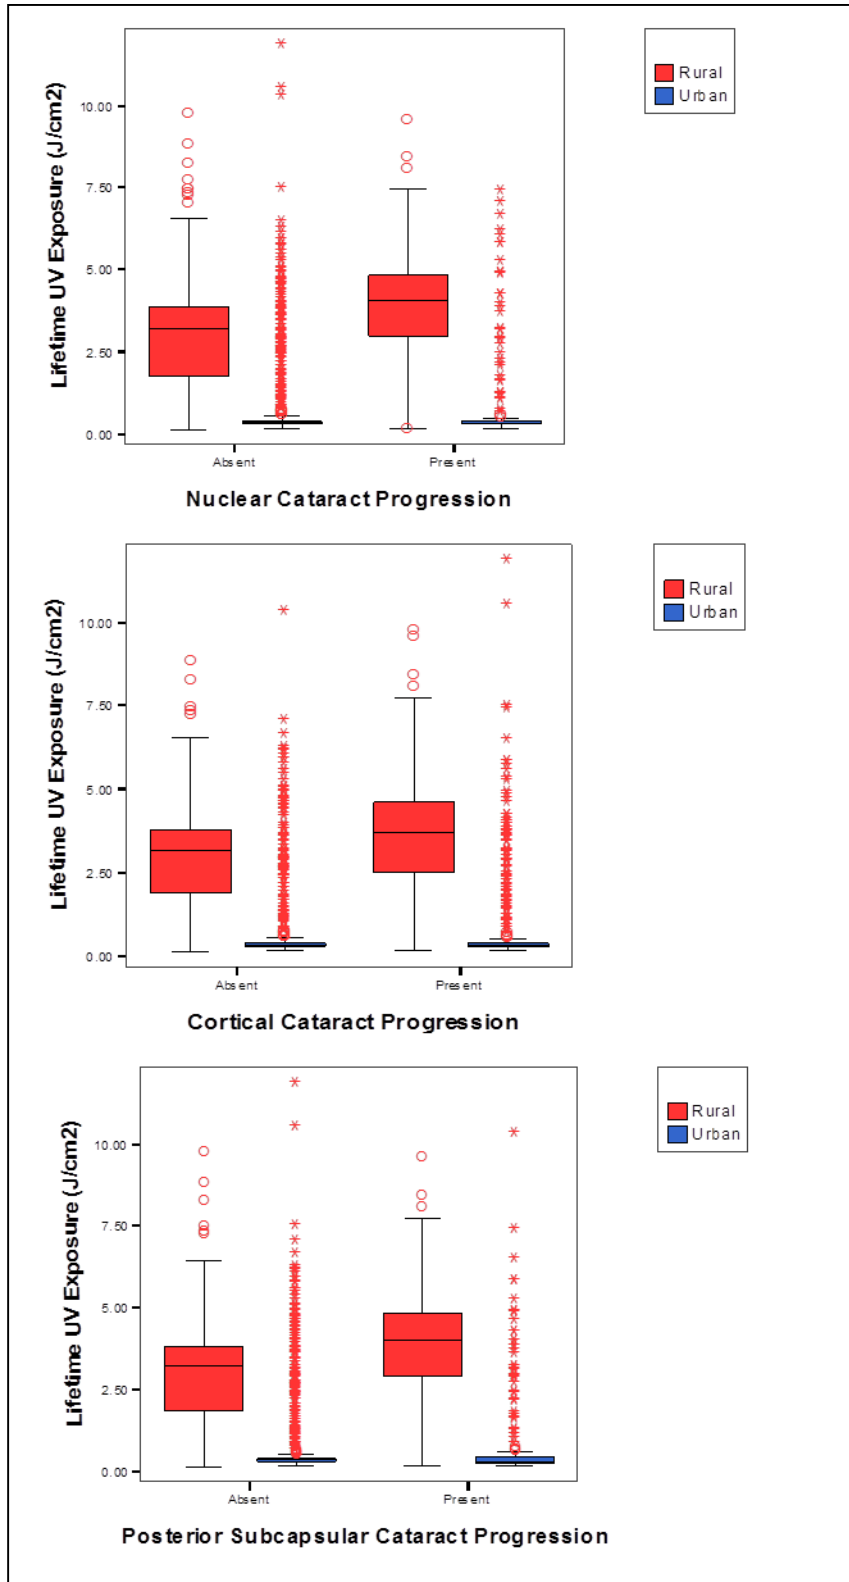 Rural
Urban
Lifetime UV Exposure (J/cm2)
10.00
7.50
5.00
2.50
0.00
Absent
Present
Nuclear Cataract Progression
Rural
Urban
Lifetime UV Exposure (J/cm2)
10.00
7.50
5.00
2.50
0.00
Absent
Present
Cortical Cataract Progression
Rural
Urban
Lifetime UV Exposure (J/cm2)
10.00
7.50
5.00
2.50
0.00
Absent
Present
Posterior Subcapsular Cataract Progression